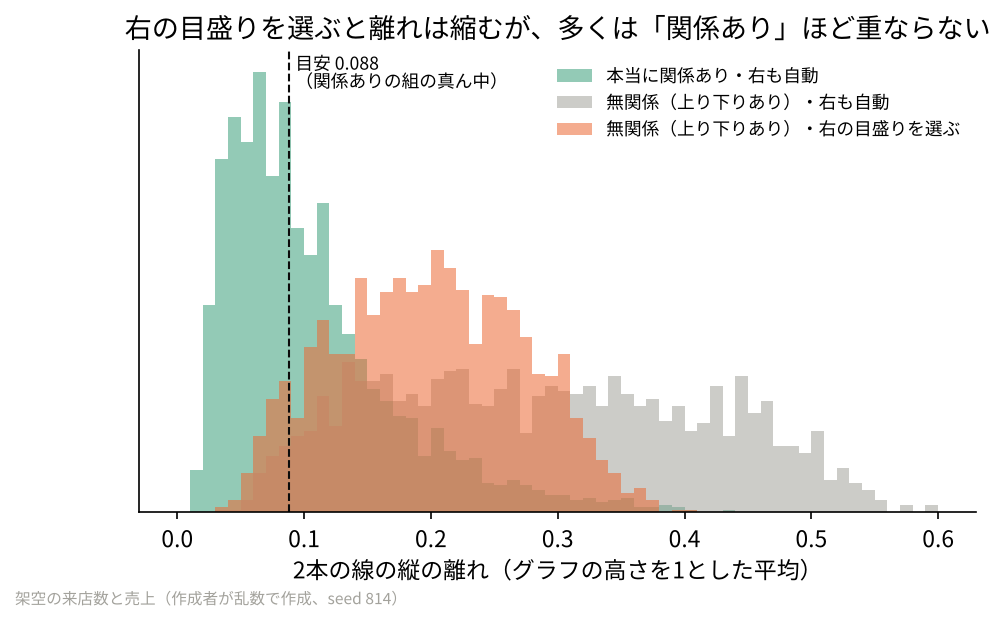 右の目盛りを選ぶと離れは縮むが、多くは「関係あり」ほど重ならない
目安 0.088
（関係ありの組の真ん中）
本当に関係あり・右も自動
無関係（上り下りあり）・右も自動
無関係（上り下りあり）・右の目盛りを選ぶ
0.0 0.1 0.2 0.3 0.4 0.5 0.6
2本の線の縦の離れ（グラフの高さを1とした平均）
架空の来店数と売上（作成者が乱数で作成、seed 814）